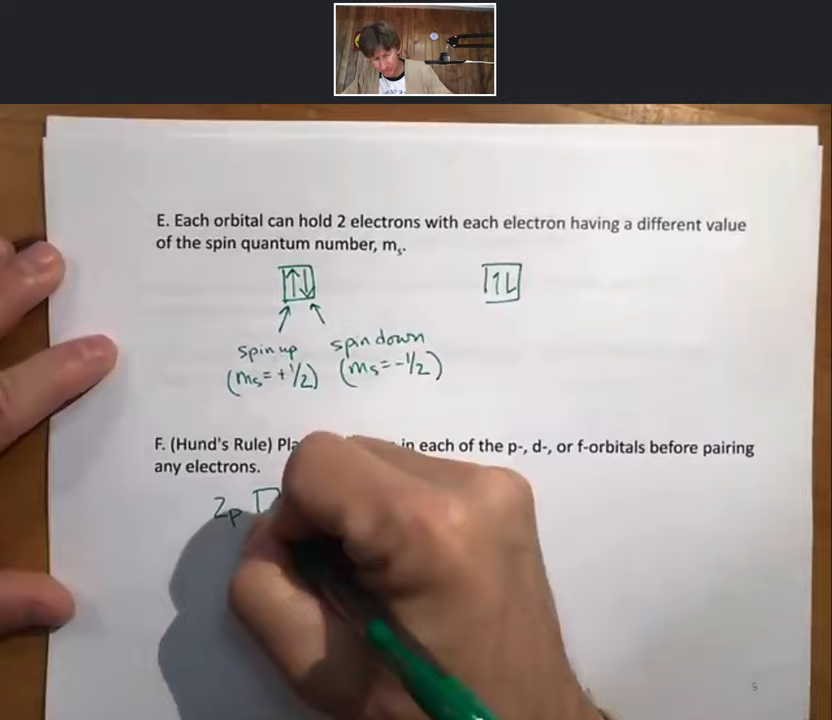 E. Each orbital can hold 2 electrons with each electron having a different value
of the spin quantum number, mₛ.
↑↓ ↑⇂
spin up spin down
(mₛ=+1/2) (mₛ=-1/2)
F. (Hund's Rule) in each of the p-, d-, or f-orbitals before pairing
any electrons.
2p
5